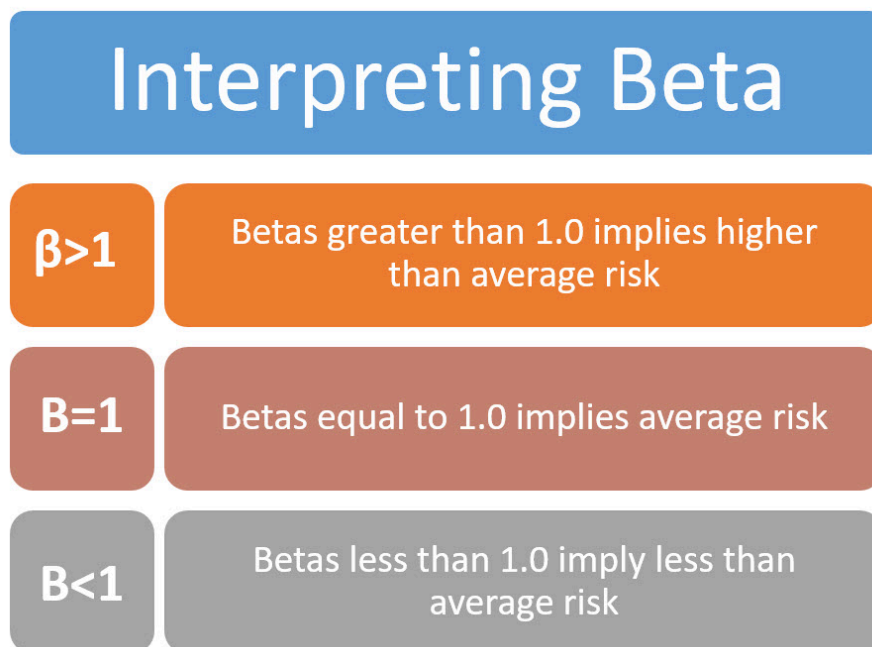 Interpreting Beta
β>1
Betas greater than 1.0 implies higher
than average risk
B=1
Betas equal to 1.0 implies average risk
B<1
Betas less than 1.0 imply less than
average risk